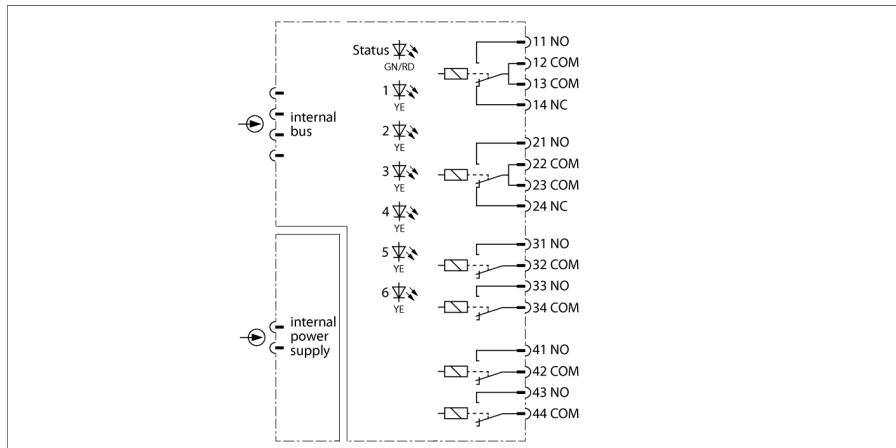 Status
GN/RD
1
YE
2
YE
3
YE
4
YE
5
YE
6
YE
internal
bus
internal
power
supply
11 NO
12 COM
13 COM
14 NC
21 NO
22 COM
23 COM
24 NC
31 NO
32 COM
33 NO
34 COM
41 NO
42 COM
43 NO
44 COM